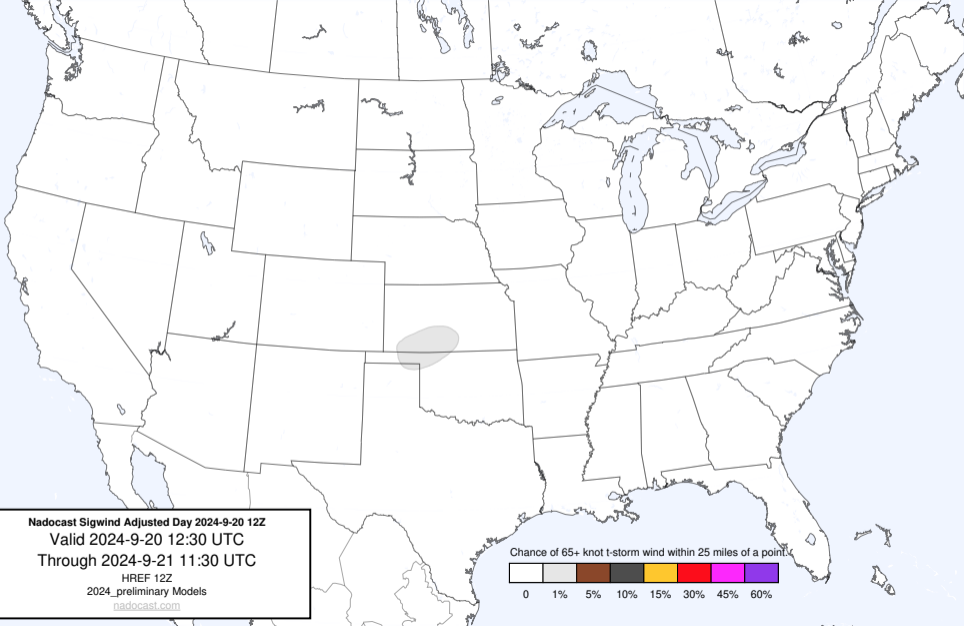 Nadocast Sigwind Adjusted Day 2024-9-20 12Z
Valid 2024-9-20 12:30 UTC
Through 2024-9-21 11:30 UTC
HREF 12Z
2024_preliminary Models
nadocast.com
Chance of 65+ knot t-storm wind within 25 miles of a point.
0 1% 5% 10% 15% 30% 45% 60%